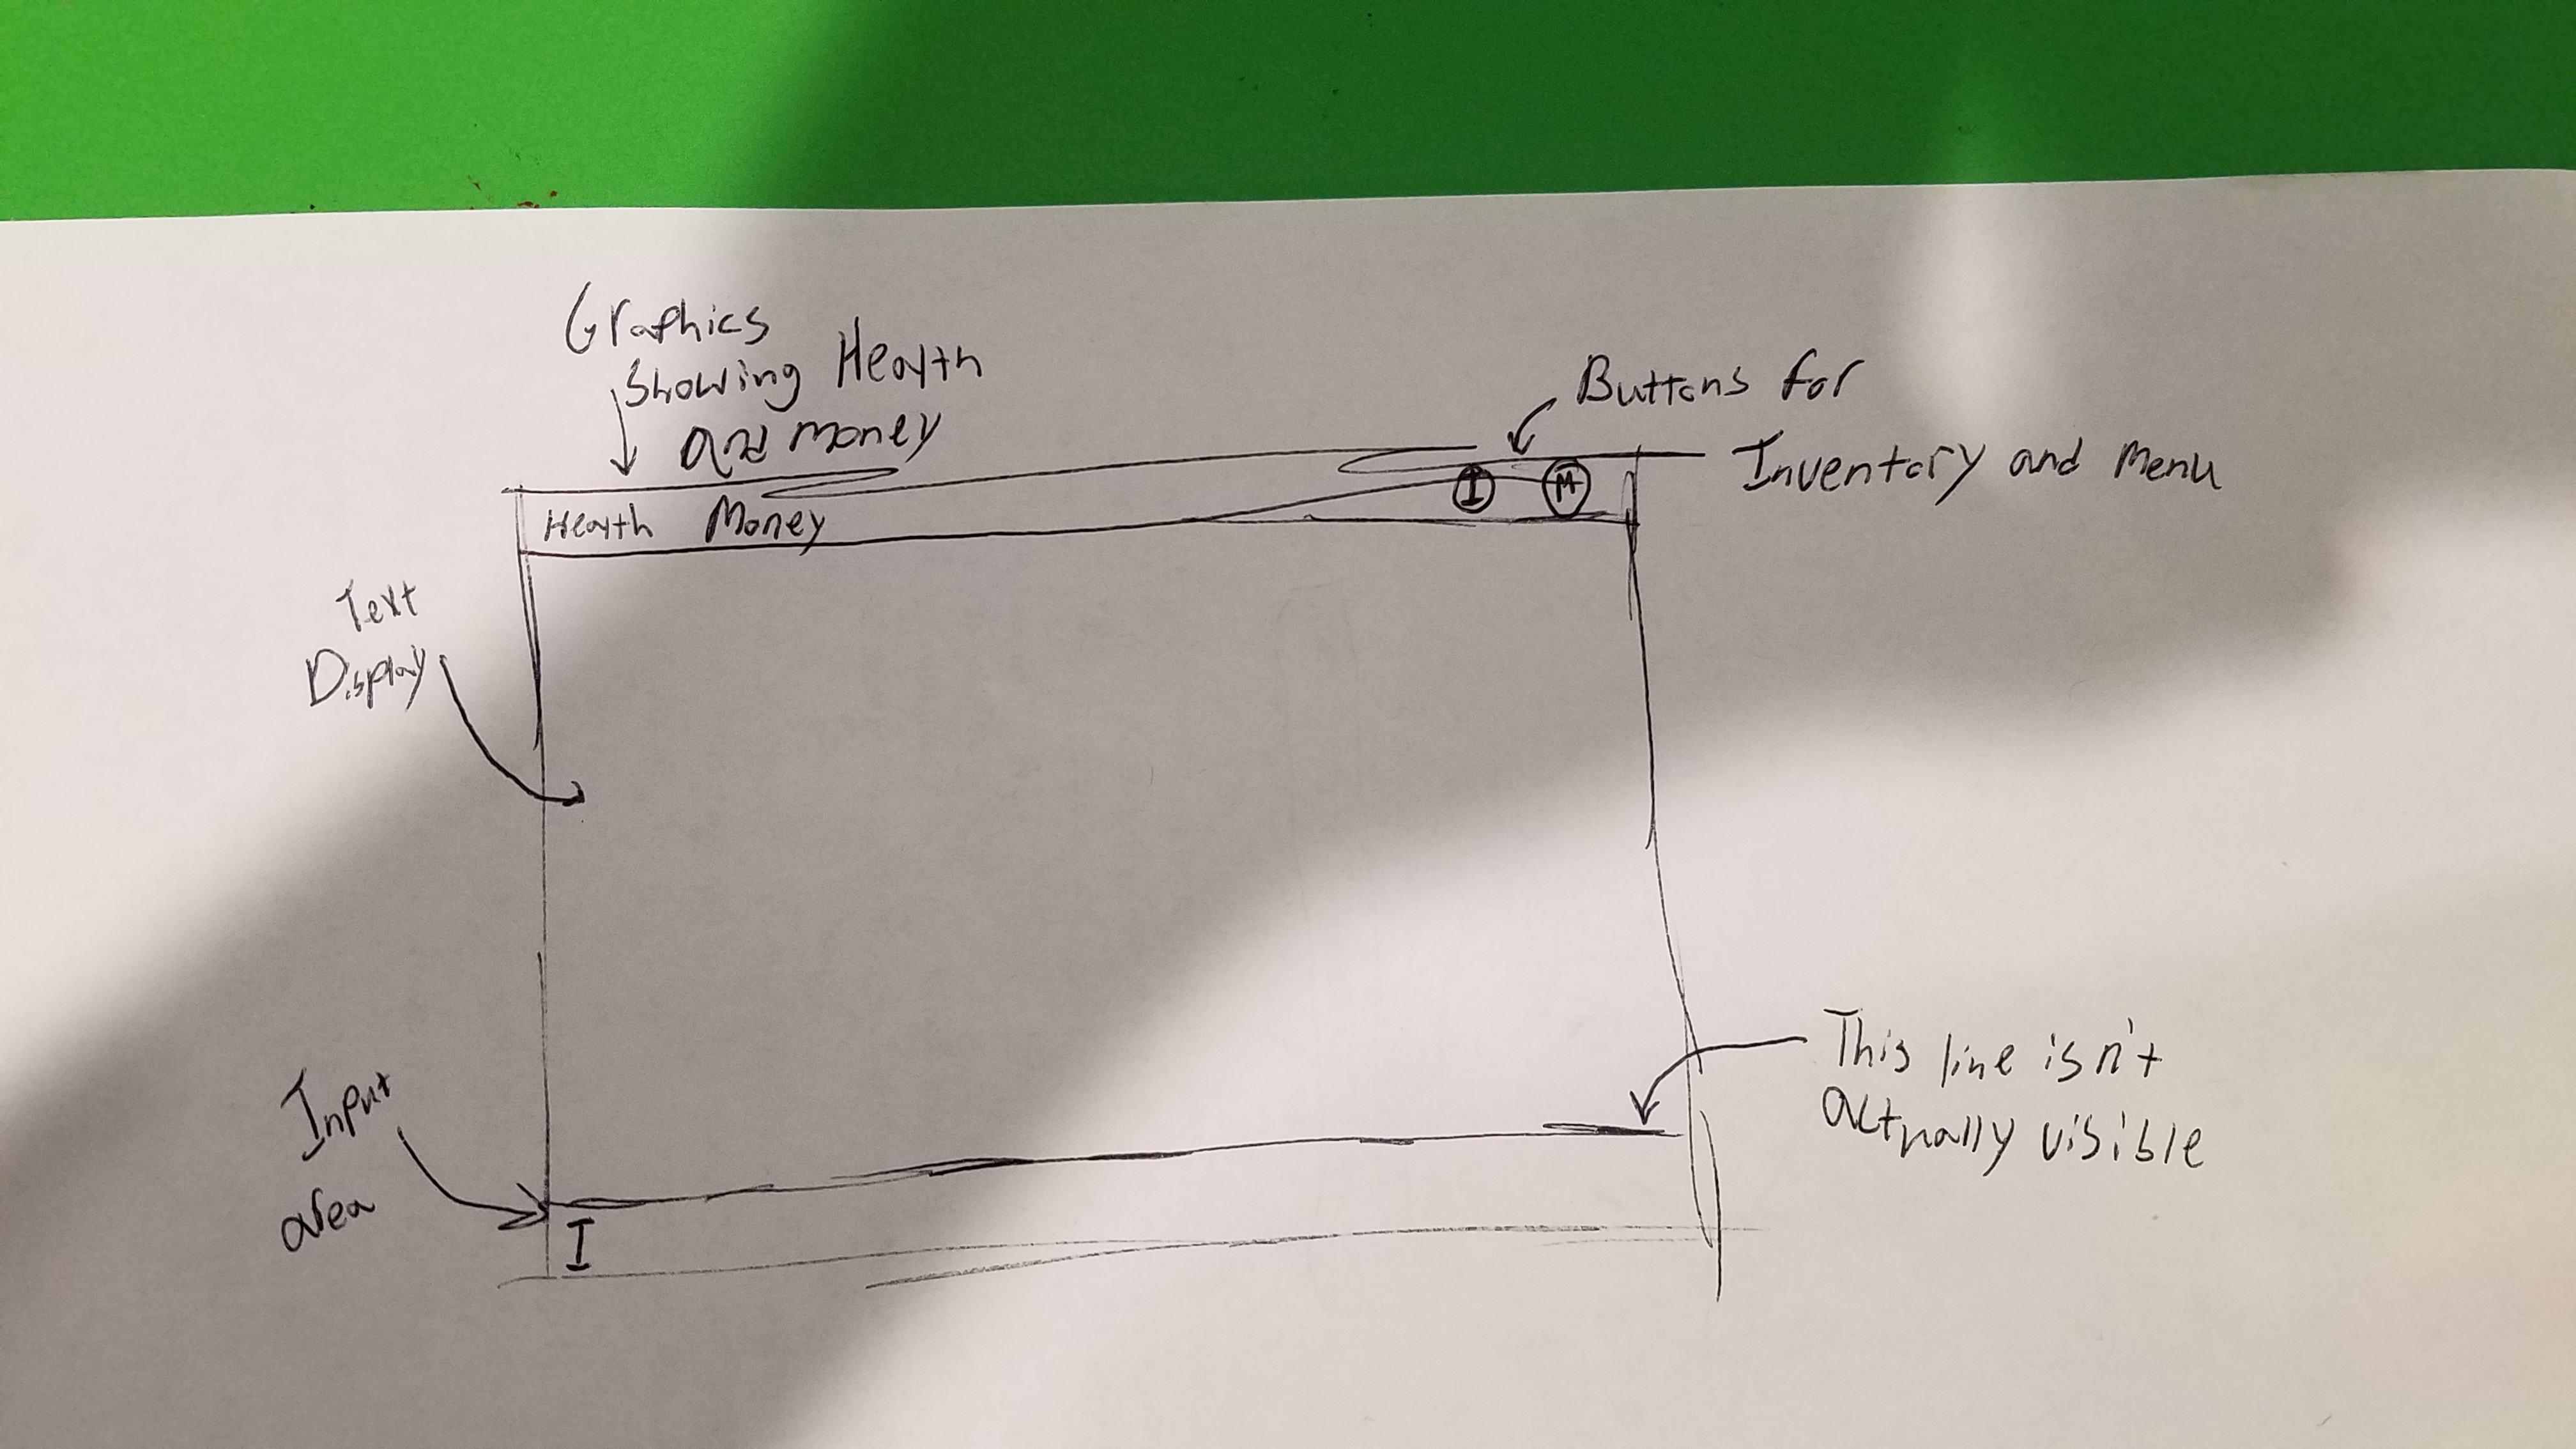 Graphics
Showing Health
and money
Buttons for
Inventory and Menu
Health Money
I M
Text
Display
Input
area
I
This line isn't
actually visible